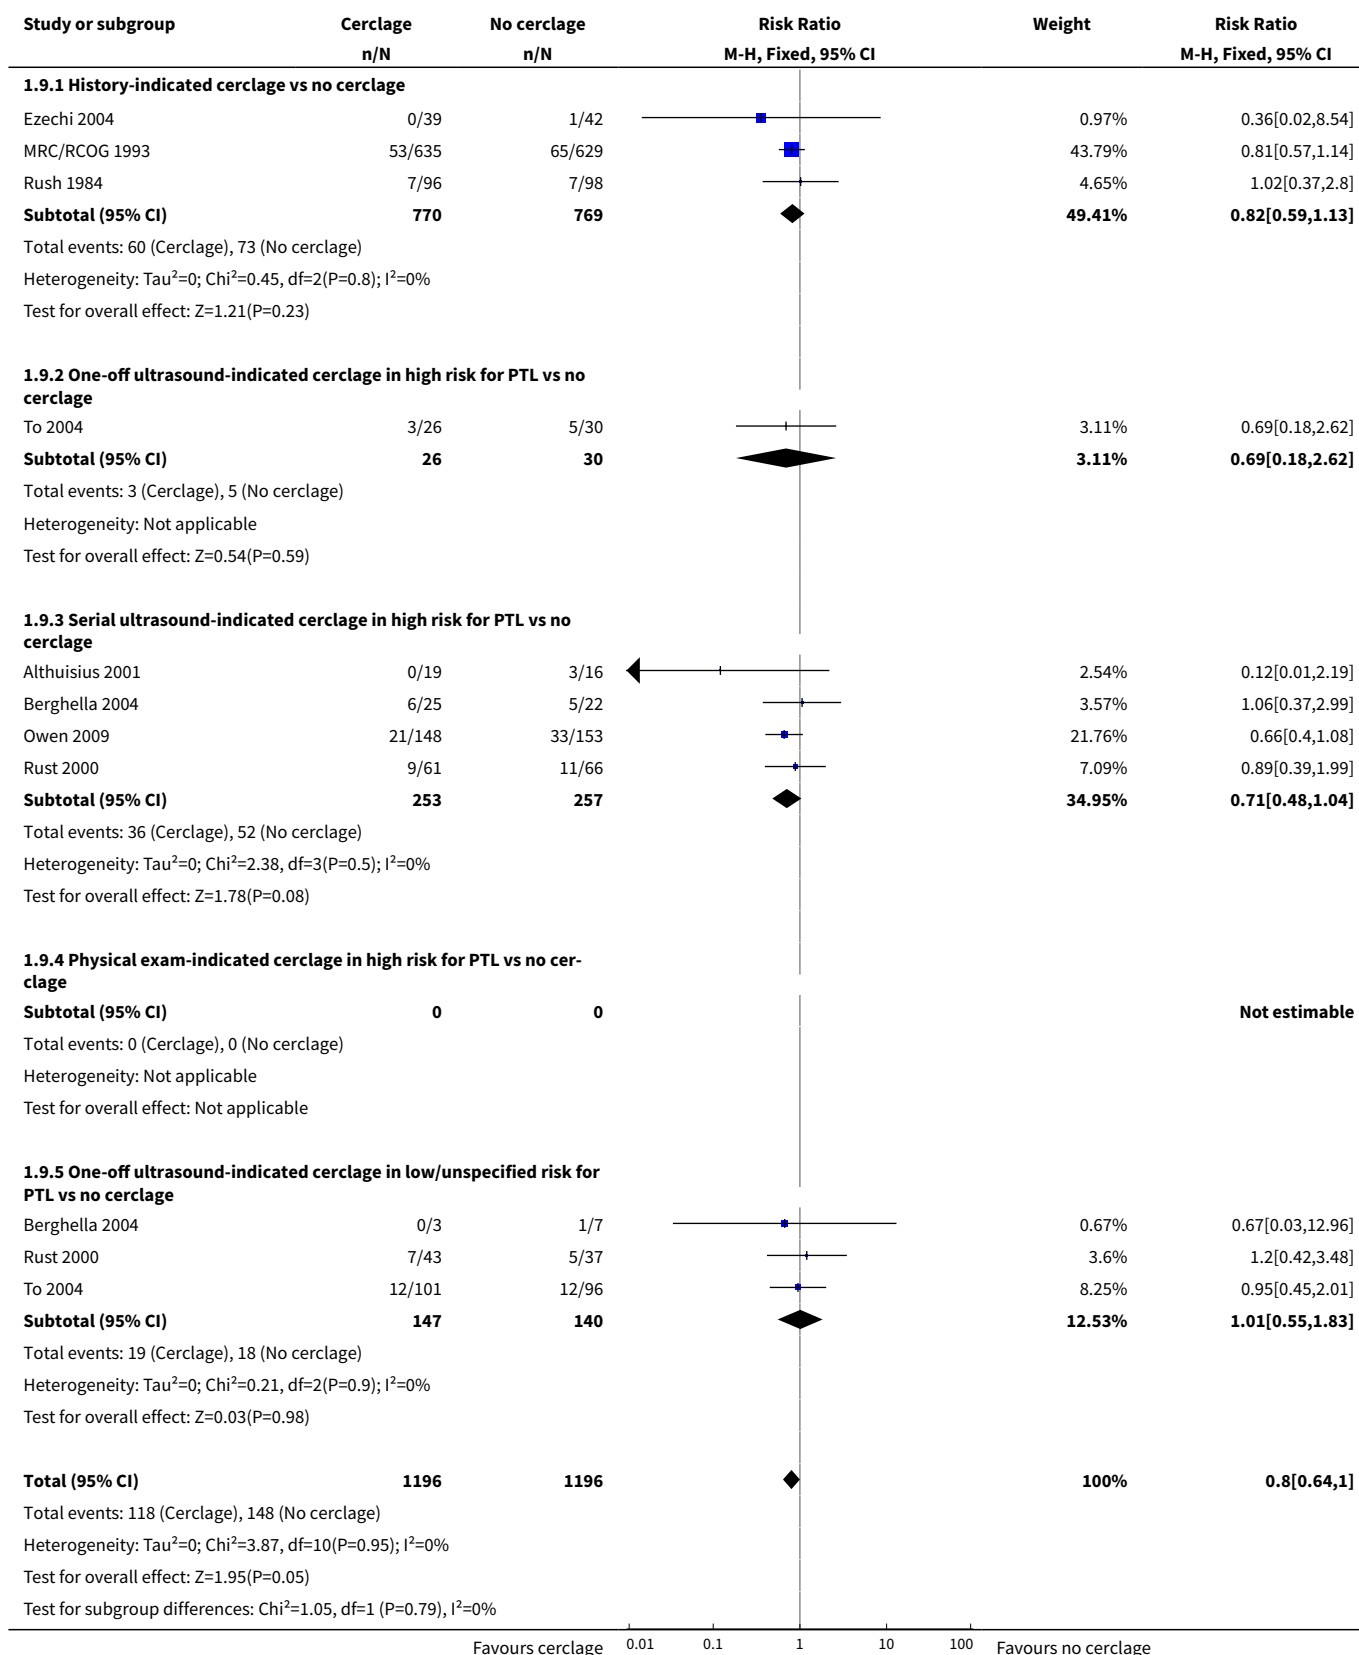 Study or subgroup Cerclage No cerclage Risk Ratio Weight Risk Ratio
n/N n/N M-H, Fixed, 95% CI M-H, Fixed, 95% CI
1.9.1 History-indicated cerclage vs no cerclage
Ezechi 2004 0/39 1/42 0.97% 0.36[0.02,8.54]
MRC/RCOG 1993 53/635 65/629 43.79% 0.81[0.57,1.14]
Rush 1984 7/96 7/98 4.65% 1.02[0.37,2.8]
Subtotal (95% CI) 770 769 49.41% 0.82[0.59,1.13]
Total events: 60 (Cerclage), 73 (No cerclage)
Heterogeneity: Tau²=0; Chi²=0.45, df=2(P=0.8); I²=0%
Test for overall effect: Z=1.21(P=0.23)
1.9.2 One-off ultrasound-indicated cerclage in high risk for PTL vs no
cerclage
To 2004 3/26 5/30 3.11% 0.69[0.18,2.62]
Subtotal (95% CI) 26 30 3.11% 0.69[0.18,2.62]
Total events: 3 (Cerclage), 5 (No cerclage)
Heterogeneity: Not applicable
Test for overall effect: Z=0.54(P=0.59)
1.9.3 Serial ultrasound-indicated cerclage in high risk for PTL vs no
cerclage
Althuisius 2001 0/19 3/16 2.54% 0.12[0.01,2.19]
Berghella 2004 6/25 5/22 3.57% 1.06[0.37,2.99]
Owen 2009 21/148 33/153 21.76% 0.66[0.4,1.08]
Rust 2000 9/61 11/66 7.09% 0.89[0.39,1.99]
Subtotal (95% CI) 253 257 34.95% 0.71[0.48,1.04]
Total events: 36 (Cerclage), 52 (No cerclage)
Heterogeneity: Tau²=0; Chi²=2.38, df=3(P=0.5); I²=0%
Test for overall effect: Z=1.78(P=0.08)
1.9.4 Physical exam-indicated cerclage in high risk for PTL vs no cer-
clage
Subtotal (95% CI) 0 0 Not estimable
Total events: 0 (Cerclage), 0 (No cerclage)
Heterogeneity: Not applicable
Test for overall effect: Not applicable
1.9.5 One-off ultrasound-indicated cerclage in low/unspecified risk for
PTL vs no cerclage
Berghella 2004 0/3 1/7 0.67% 0.67[0.03,12.96]
Rust 2000 7/43 5/37 3.6% 1.2[0.42,3.48]
To 2004 12/101 12/96 8.25% 0.95[0.45,2.01]
Subtotal (95% CI) 147 140 12.53% 1.01[0.55,1.83]
Total events: 19 (Cerclage), 18 (No cerclage)
Heterogeneity: Tau²=0; Chi²=0.21, df=2(P=0.9); I²=0%
Test for overall effect: Z=0.03(P=0.98)
Total (95% CI) 1196 1196 100% 0.8[0.64,1]
Total events: 118 (Cerclage), 148 (No cerclage)
Heterogeneity: Tau²=0; Chi²=3.87, df=10(P=0.95); I²=0%
Test for overall effect: Z=1.95(P=0.05)
Test for subgroup differences: Chi²=1.05, df=1 (P=0.79), I²=0%
Favours cerclage 0.01 0.1 1 10 100 Favours no cerclage